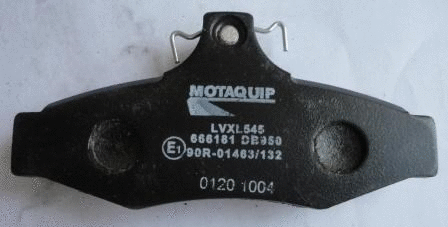 MOTAQUIP
LVXL545
666181 DB950
E1 90R-01463/132
0120 1004